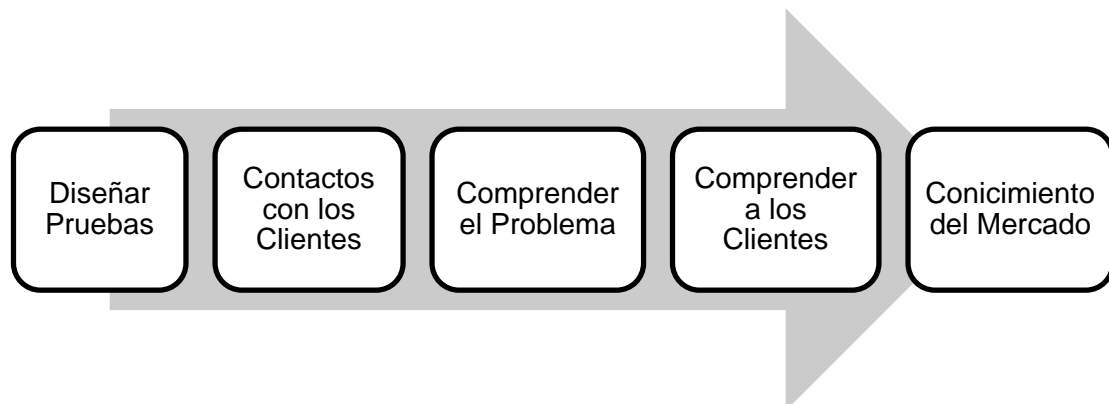 Diseñar
Pruebas
Contactos
con los
Clientes
Comprender
el Problema
Comprender
a los
Clientes
Conicimiento
del Mercado